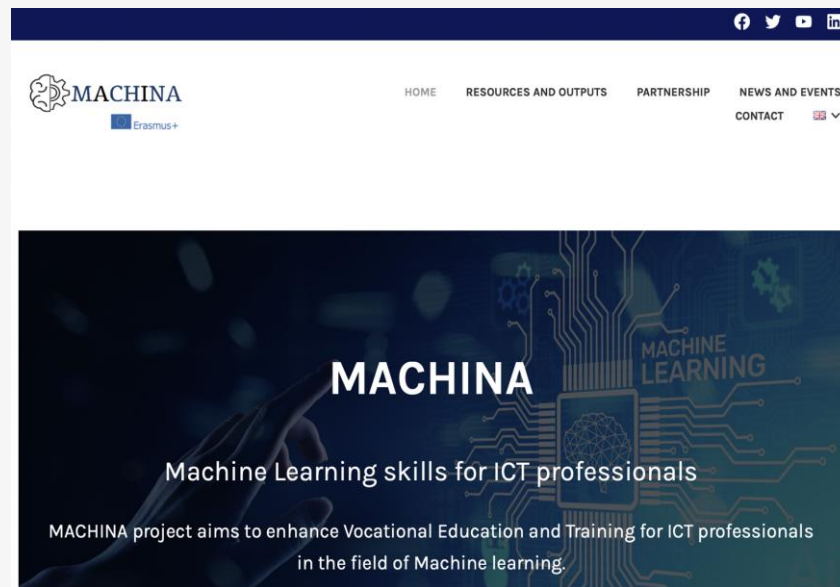 MACHINA
Erasmus+
HOME RESOURCES AND OUTPUTS PARTNERSHIP NEWS AND EVENTS
CONTACT
MACHINE
LEARNING
MACHINA
Machine Learning skills for ICT professionals
MACHINA project aims to enhance Vocational Education and Training for ICT professionals
in the field of Machine learning.